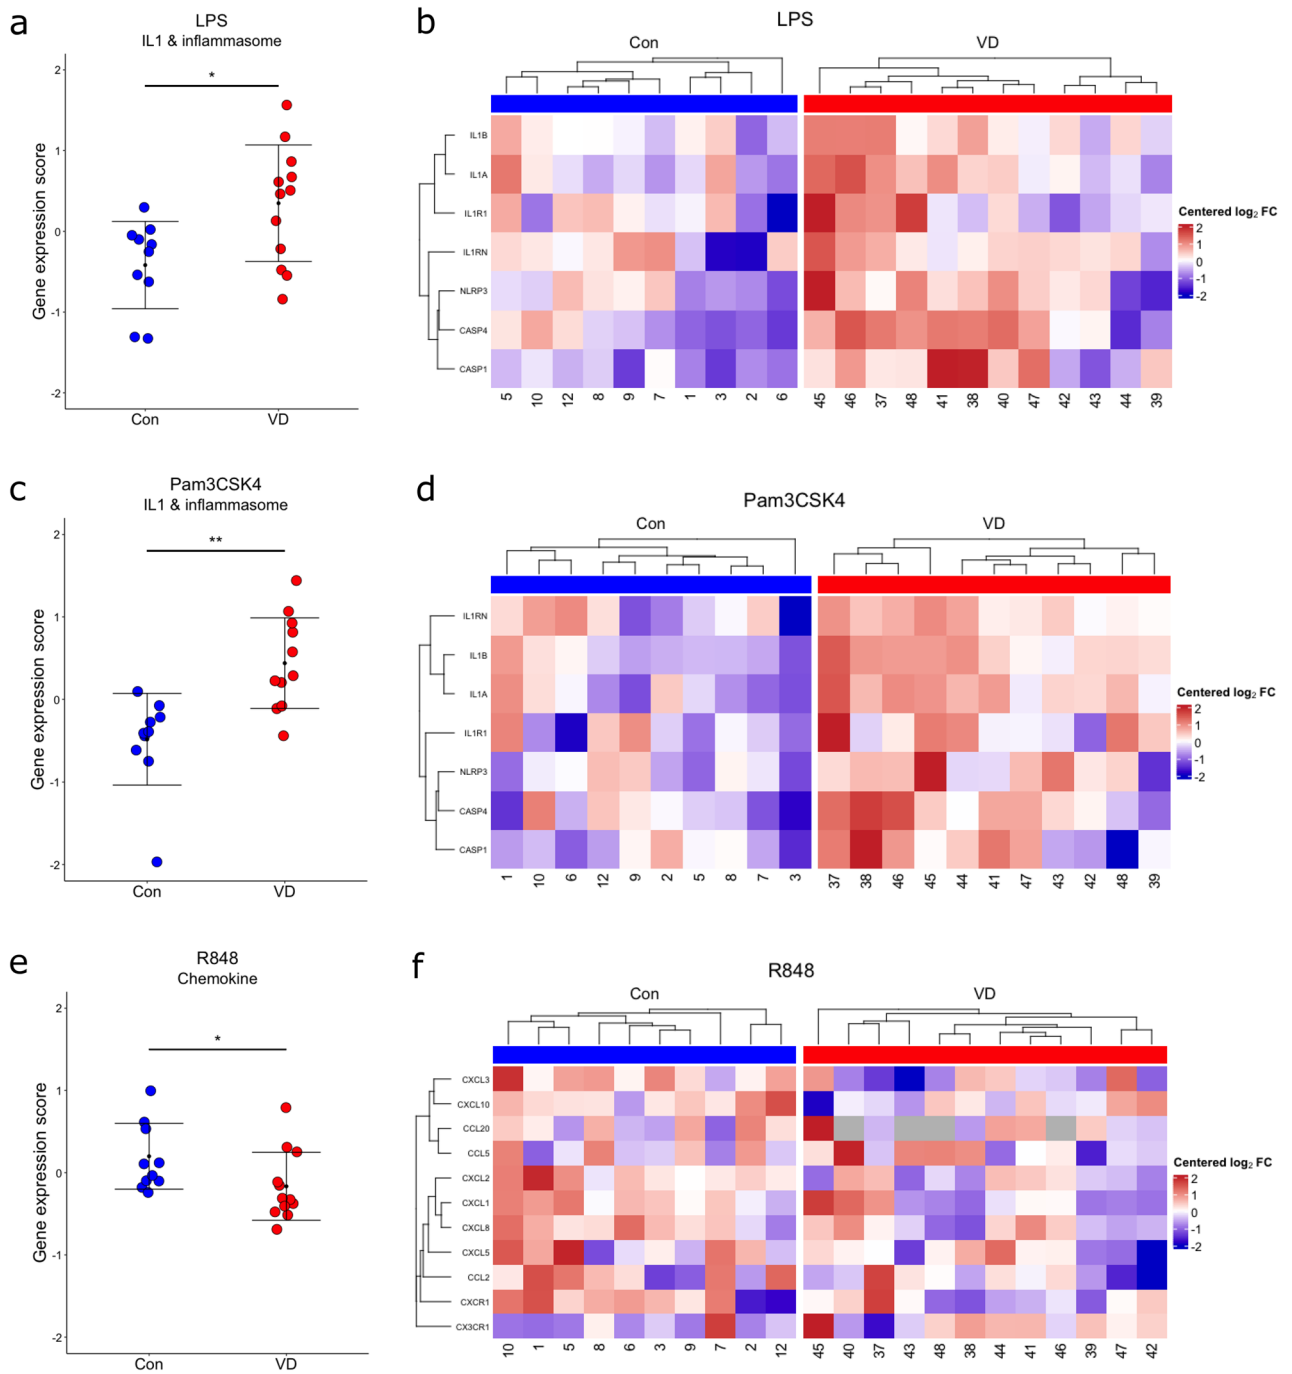 a
LPS
IL1 & inflammasome
*
Gene expression score
2
1
0
-1
-2
Con VD
b
LPS
Con VD
IL1B
IL1A
IL1R1
IL1RN
NLRP3
CASP4
CASP1
5 10 12 8 9 7 1 3 2 6 45 46 37 48 41 38 40 47 42 43 44 39
Centered log2 FC
2
1
0
-1
-2
c
Pam3CSK4
IL1 & inflammasome
**
Gene expression score
2
1
0
-1
-2
Con VD
d
Pam3CSK4
Con VD
IL1RN
IL1B
IL1A
IL1R1
NLRP3
CASP4
CASP1
1 10 6 12 9 2 5 8 7 3 37 38 46 45 44 41 47 43 42 48 39
Centered log2 FC
2
1
0
-1
-2
e
R848
Chemokine
*
Gene expression score
2
1
0
-1
-2
Con VD
f
R848
Con VD
CXCL3
CXCL10
CCL20
CCL5
CXCL2
CXCL1
CXCL8
CXCL5
CCL2
CXCR1
CX3CR1
10 1 5 8 6 3 9 7 2 12 45 40 37 43 48 38 44 41 46 39 47 42
Centered log2 FC
2
1
0
-1
-2